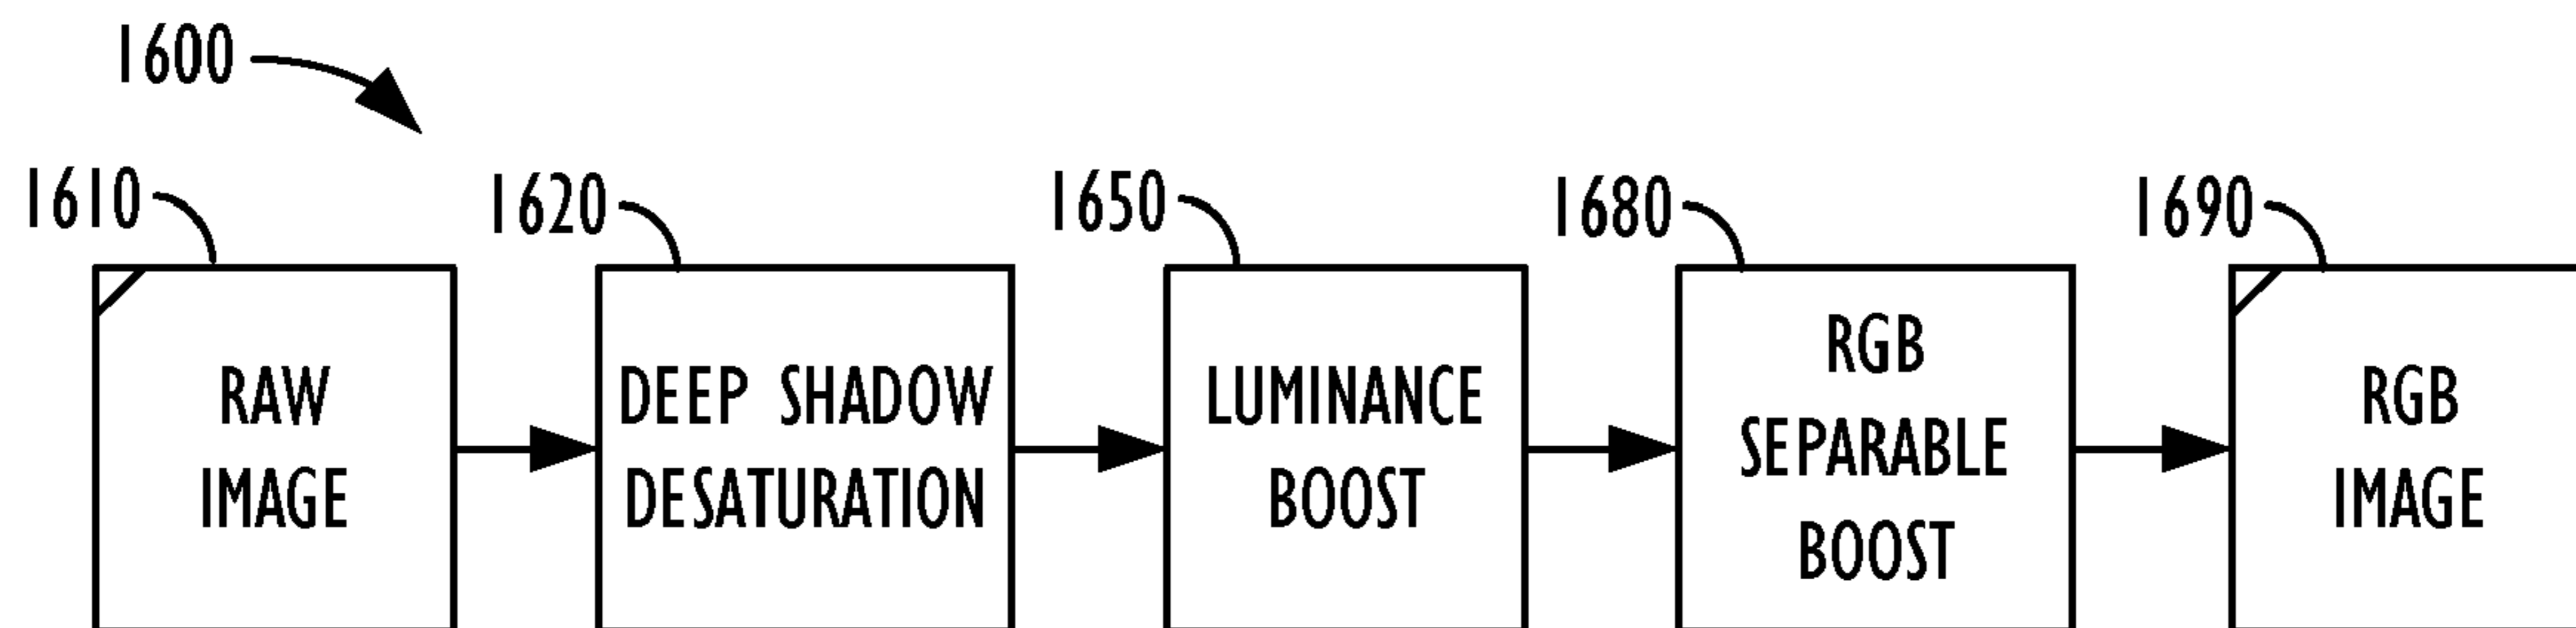 1600
1610
1620
1650
1680
1690
RAW
IMAGE
DEEP SHADOW
DESATURATION
LUMINANCE
BOOST
RGB
SEPARABLE
BOOST
RGB
IMAGE